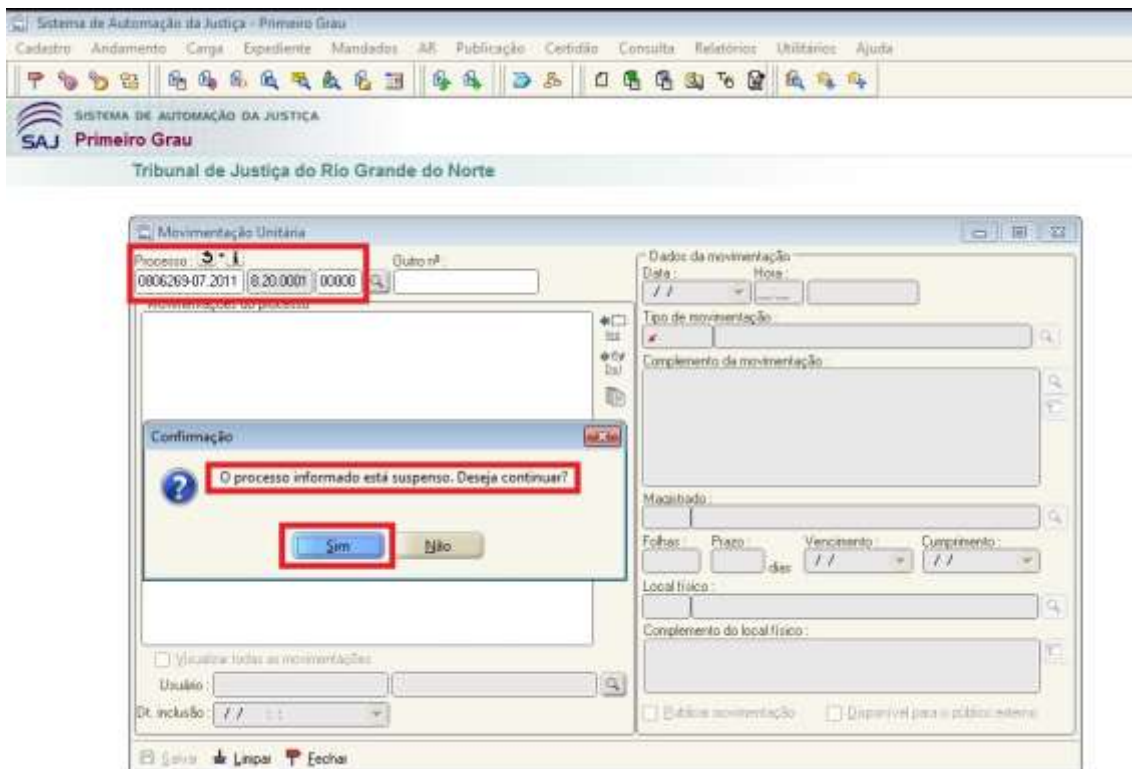 Sistema de Automação da Justiça - Primeiro Grau
Cadastro Andamento Carga Expediente Mandados AR Publicação Certidão Consulta Relatórios Utilitários Ajuda
SISTEMA DE AUTOMAÇÃO DA JUSTIÇA
SAJ Primeiro Grau
Tribunal de Justiça do Rio Grande do Norte
Movimentação Unitária
Processo : Outro nº :
0806269-07.2011 8.20.0001 00000
Movimentações do processo
Dados da movimentação
Data : Hora :
/ /
Tipo de movimentação :
Complemento da movimentação :
Confirmação
O processo informado está suspenso. Deseja continuar?
Sim Não
Magistrado :
Folhas : Prazo : Vencimento : Cumprimento :
dias / / / /
Local físico :
Complemento do local físico :
Visualizar todas as movimentações
Usuário :
Dt. inclusão : / / : :
Publicar movimentação Disponível para o público externo
Salvar Limpar Fechar